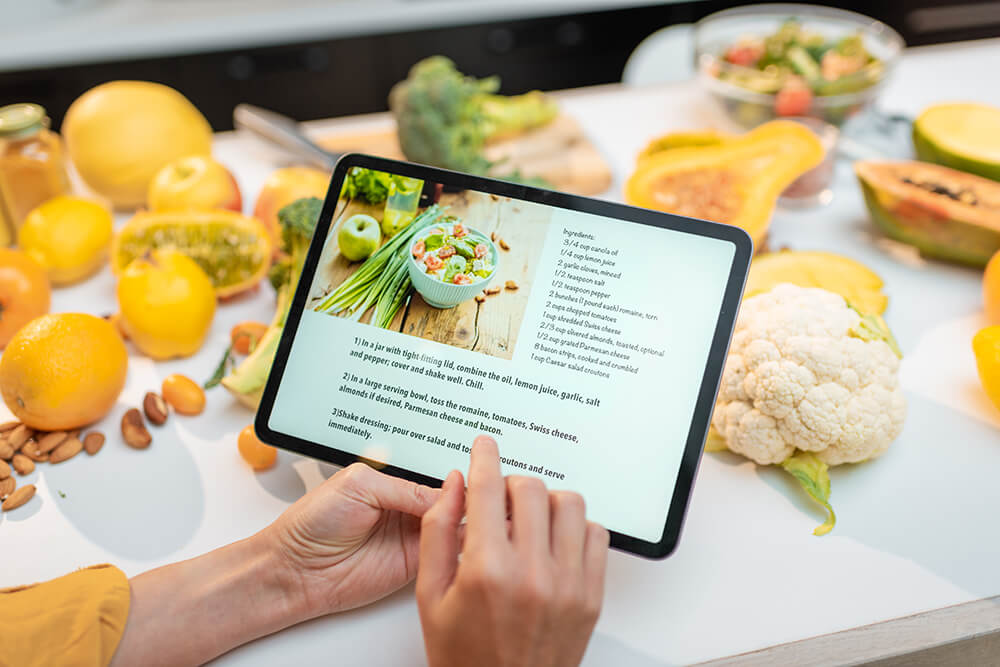 Ingredients:
3/4 cup canola oil
1/4 cup lemon juice
2 garlic cloves, minced
1/2 teaspoon salt
1/2 teaspoon pepper
2 bunches (1 pound each) romaine, torn
2 cups chopped tomatoes
1 cup shredded Swiss cheese
2/3 cup slivered almonds, toasted, optional
1/2 cup grated Parmesan cheese
8 bacon strips, cooked and crumbled
1 cup Caesar salad croutons
1) In a jar with tight-fitting lid, combine the oil, lemon juice, garlic, salt
and pepper; cover and shake well. Chill.
2) In a large serving bowl, toss the romaine, tomatoes, Swiss cheese,
almonds if desired, Parmesan cheese and bacon.
3)Shake dressing; pour over salad and to routons and serve
immediately.